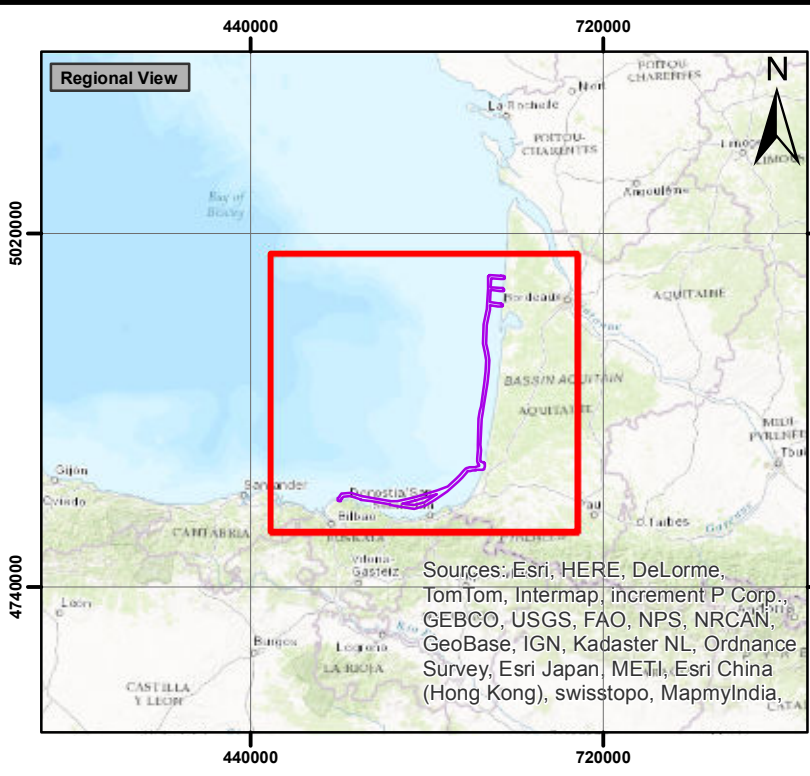 440000
720000
Regional View
N
POITOU-
CHARENTES
Niort
La Rochelle
POITOU-
CHARENTES
Angoulême
Bay of
Biscay
5020000
Bordeaux
AQUITAINE
Garonne
BASSIN AQUITAIN
AQUITAINE
MIDI-
Gijón
Santander
Donostia/San
Oviedo
Bilbao
Pau
Tarbes
Garonne
CANTABRIA
EUSKADI
Vitoria-
Gasteiz
4740000
León
Burgos
Logroño
LA RIOJA
CASTILLA
Y LEÓN
Sources: Esri, HERE, DeLorme,
TomTom, Intermap, increment P Corp.,
GEBCO, USGS, FAO, NPS, NRCAN,
GeoBase, IGN, Kadaster NL, Ordnance
Survey, Esri Japan, METI, Esri China
(Hong Kong), swisstopo, MapmyIndia,
440000
720000